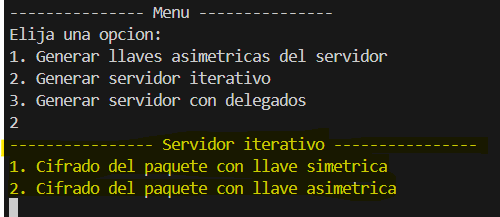 --------------- Menu ---------------
Elija una opcion:
1. Generar llaves asimetricas del servidor
2. Generar servidor iterativo
3. Generar servidor con delegados
2
---------------- Servidor iterativo ----------------
1. Cifrado del paquete con llave simetrica
2. Cifrado del paquete con llave asimetrica